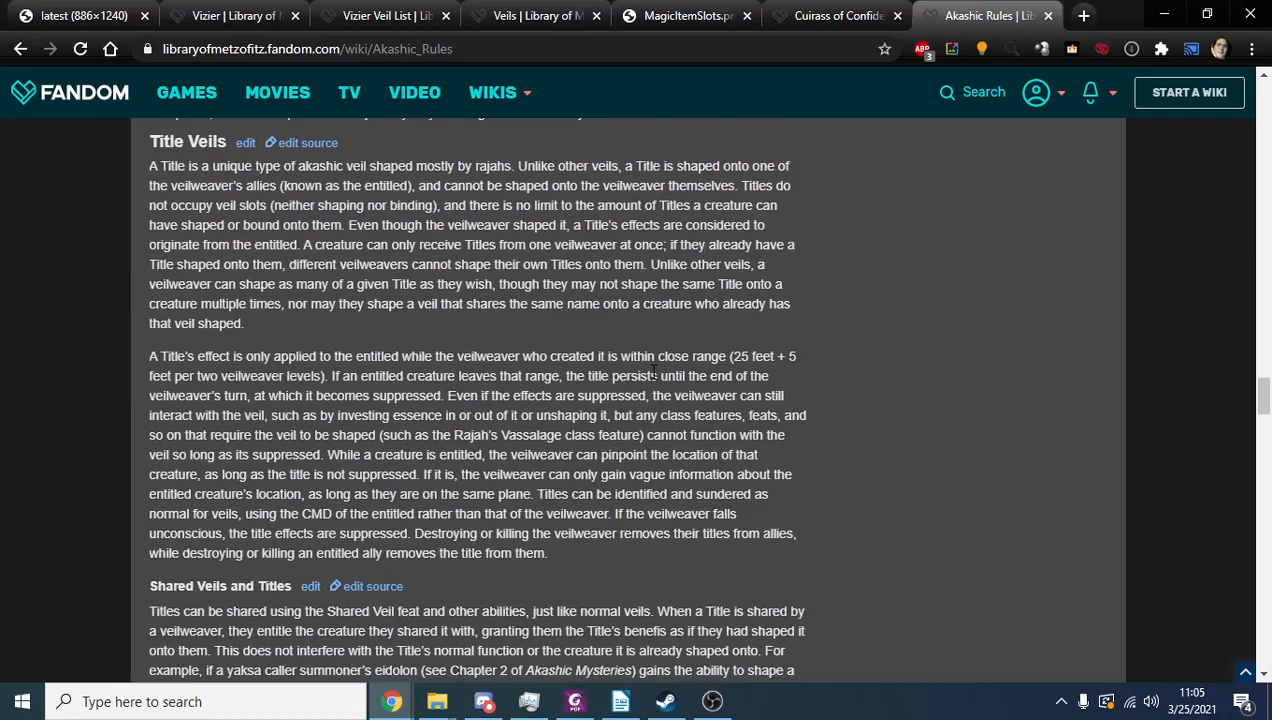 latest (886×1240)
Vizier | Library of M
Vizier Veil List | Lib
Veils | Library of M
MagicItemSlots.pr
Cuirass of Confide
Akashic Rules | Lib
libraryofmetzofitz.fandom.com/wiki/Akashic_Rules
ABP
3
FANDOM
GAMES
MOVIES
TV
VIDEO
WIKIS
Search
START A WIKI
Title Veils edit edit source
A Title is a unique type of akashic veil shaped mostly by rajahs. Unlike other veils, a Title is shaped onto one of
the veilweaver's allies (known as the entitled), and cannot be shaped onto the veilweaver themselves. Titles do
not occupy veil slots (neither shaping nor binding), and there is no limit to the amount of Titles a creature can
have shaped or bound onto them. Even though the veilweaver shaped it, a Title's effects are considered to
originate from the entitled. A creature can only receive Titles from one veilweaver at once; if they already have a
Title shaped onto them, different veilweavers cannot shape their own Titles onto them. Unlike other veils, a
veilweaver can shape as many of a given Title as they wish, though they may not shape the same Title onto a
creature multiple times, nor may they shape a veil that shares the same name onto a creature who already has
that veil shaped.
A Title's effect is only applied to the entitled while the veilweaver who created it is within close range (25 feet + 5
feet per two veilweaver levels). If an entitled creature leaves that range, the title persists until the end of the
veilweaver's turn, at which it becomes suppressed. Even if the effects are suppressed, the veilweaver can still
interact with the veil, such as by investing essence in or out of it or unshaping it, but any class features, feats, and
so on that require the veil to be shaped (such as the Rajah's Vassalage class feature) cannot function with the
veil so long as its suppressed. While a creature is entitled, the veilweaver can pinpoint the location of that
creature, as long as the title is not suppressed. If it is, the veilweaver can only gain vague information about the
entitled creature's location, as long as they are on the same plane. Titles can be identified and sundered as
normal for veils, using the CMD of the entitled rather than that of the veilweaver. If the veilweaver falls
unconscious, the title effects are suppressed. Destroying or killing the veilweaver removes their titles from allies,
while destroying or killing an entitled ally removes the title from them.
Shared Veils and Titles edit edit source
Titles can be shared using the Shared Veil feat and other abilities, just like normal veils. When a Title is shared by
a veilweaver, they entitle the creature they shared it with, granting them the Title's benefis as if they had shaped it
onto them. This does not interfere with the Title's normal function or the creature it is already shaped onto. For
example, if a yaksa caller summoner's eidolon (see Chapter 2 of Akashic Mysteries) gains the ability to shape a
Type here to search
11:05
3/25/2021
4